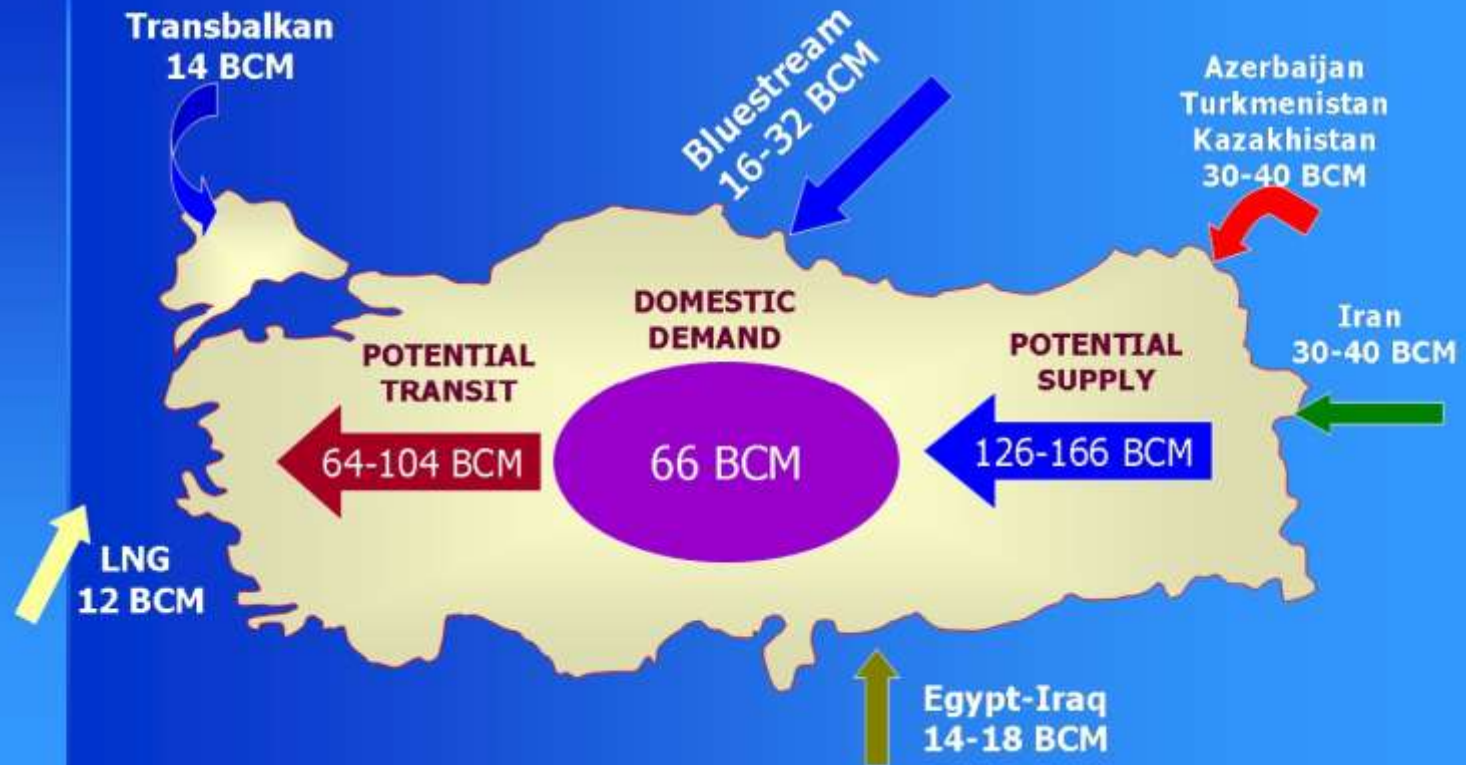 Transbalkan
14 BCM
Bluestream
16-32 BCM
Azerbaijan
Turkmenistan
Kazakhistan
30-40 BCM
Iran
30-40 BCM
DOMESTIC
DEMAND
66 BCM
POTENTIAL
TRANSIT
64-104 BCM
POTENTIAL
SUPPLY
126-166 BCM
LNG
12 BCM
Egypt-Iraq
14-18 BCM